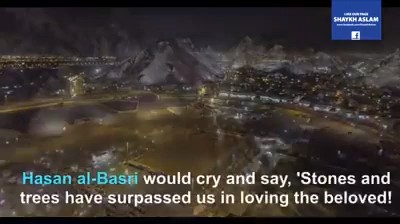 LIKE OUR PAGE
SHAYKH ASLAM
Hasan al-Basri would cry and say, 'Stones and
trees have surpassed us in loving the beloved!